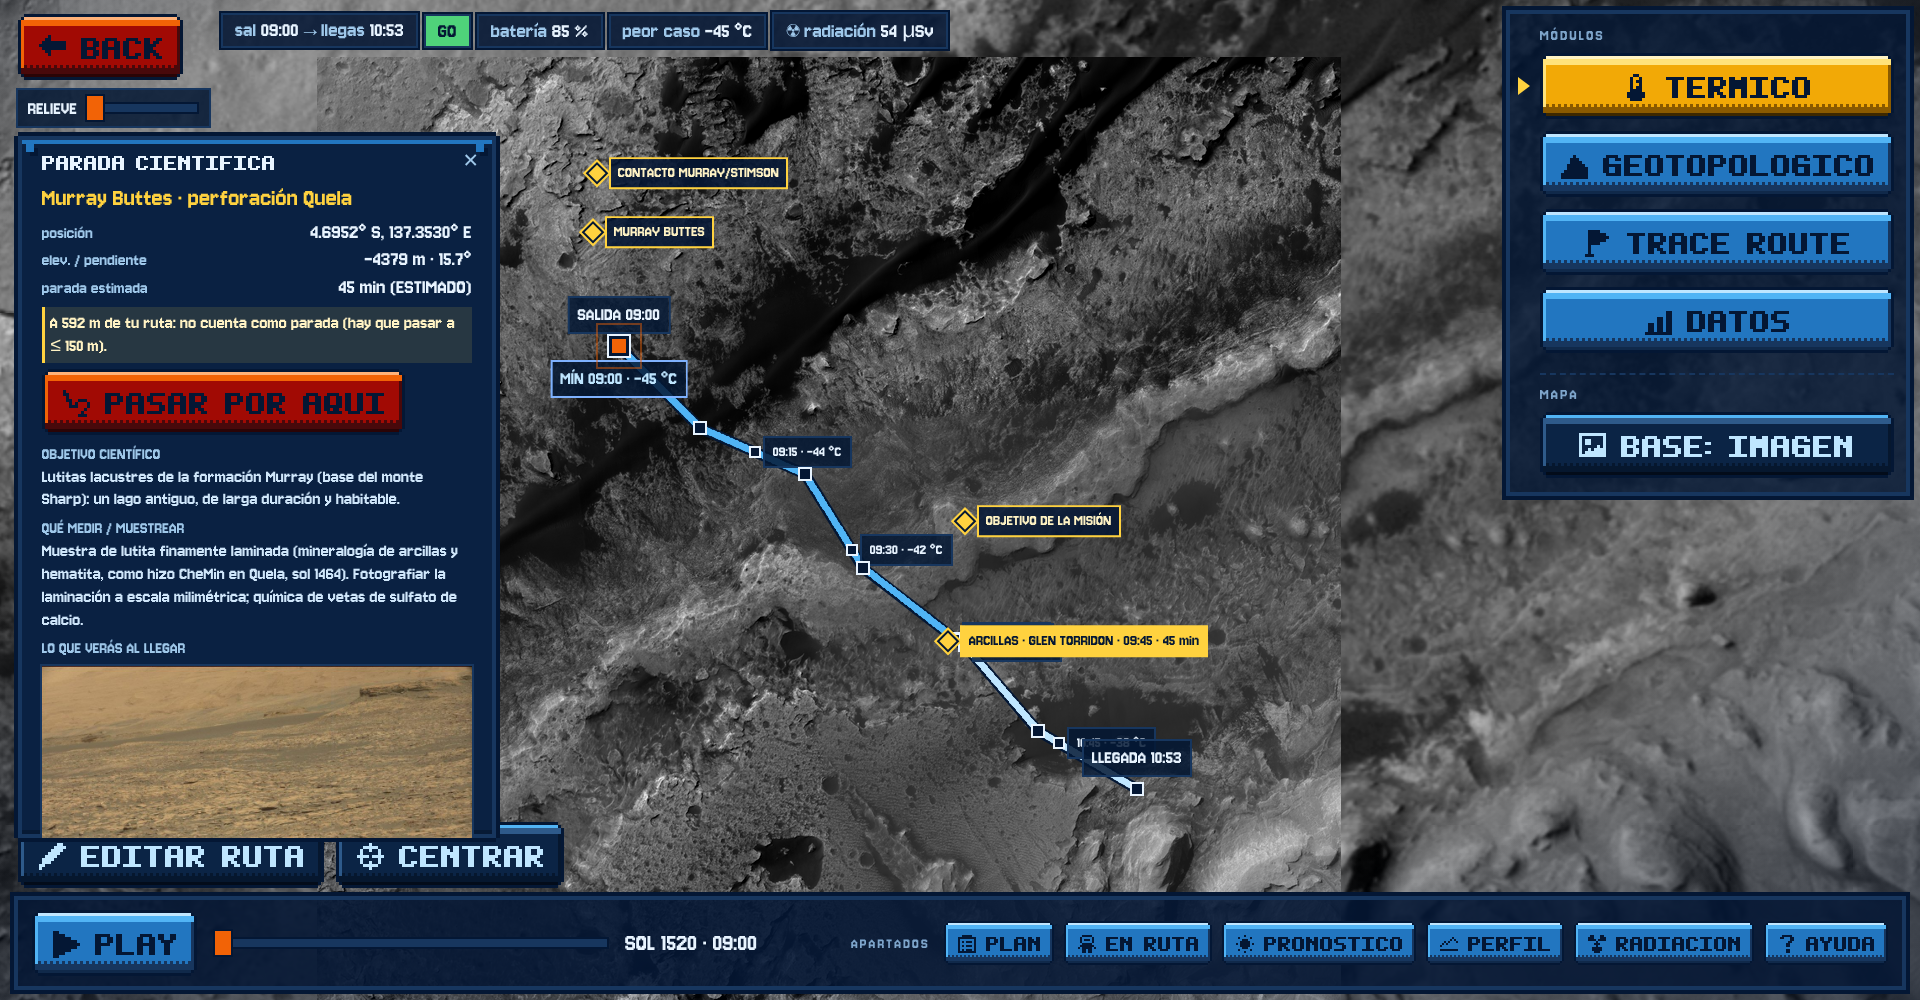 BACK
sal 09:00 → llegas 10:53
GO
batería 85 %
peor caso −45 °C
☢ radiación 54 µSv
RELIEVE
PARADA CIENTIFICA
×
Murray Buttes · perforación Quela
posición 4.6952° S, 137.3530° E
elev. / pendiente −4379 m · 15.7°
parada estimada 45 min (ESTIMADO)
A 592 m de tu ruta: no cuenta como parada (hay que pasar a
≤ 150 m).
PASAR POR AQUI
OBJETIVO CIENTÍFICO
Lutitas lacustres de la formación Murray (base del monte
Sharp): un lago antiguo, de larga duración y habitable.
QUÉ MEDIR / MUESTREAR
Muestra de lutita finamente laminada (mineralogía de arcillas y
hematita, como hizo CheMin en Quela, sol 1464). Fotografiar la
laminación a escala milimétrica; química de vetas de sulfato de
calcio.
LO QUE VERÁS AL LLEGAR
EDITAR RUTA
CENTRAR
CONTACTO MURRAY/STIMSON
MURRAY BUTTES
SALIDA 09:00
MÍN 09:00 · −45 °C
09:15 · −44 °C
OBJETIVO DE LA MISIÓN
09:30 · −42 °C
ARCILLAS · GLEN TORRIDON · 09:45 · 45 min
10:45 · −38 °C
LLEGADA 10:53
MÓDULOS
TERMICO
GEOTOPOLOGICO
TRACE ROUTE
DATOS
MAPA
BASE: IMAGEN
PLAY
SOL 1520 · 09:00
APARTADOS
PLAN
EN RUTA
PRONOSTICO
PERFIL
RADIACION
? AYUDA